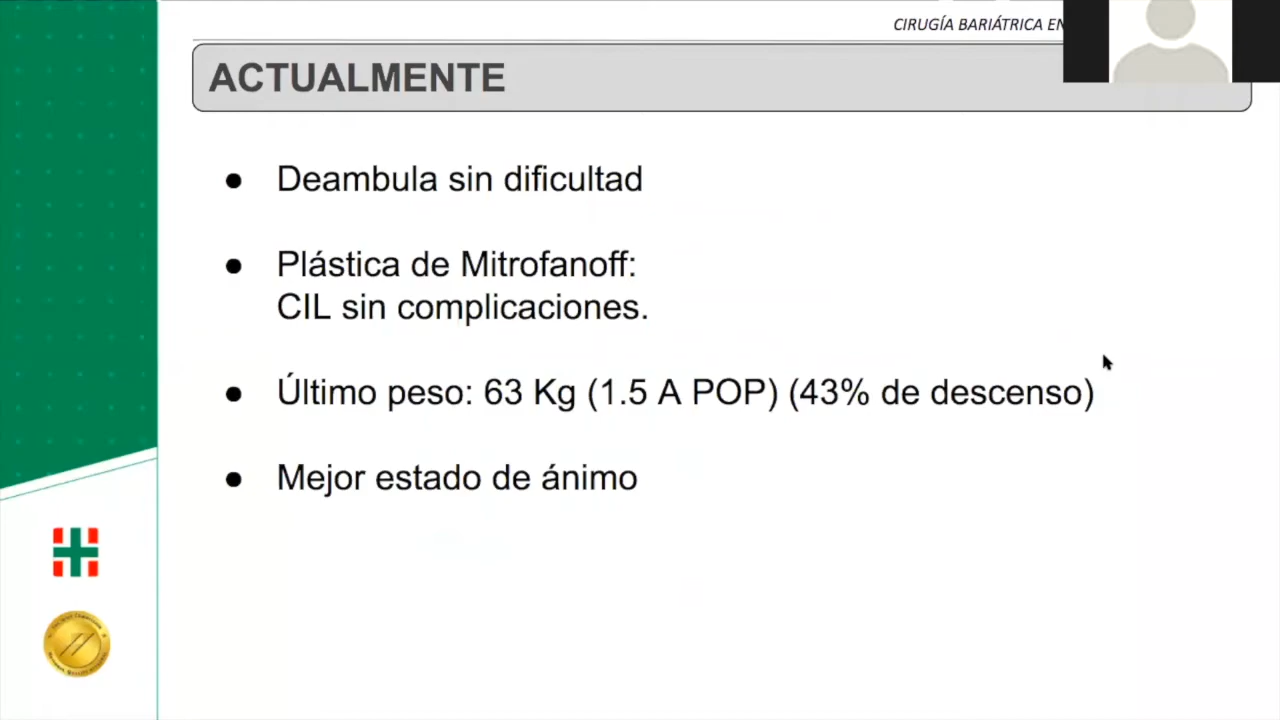 CIRUGÍA BARIÁTRICA EN
ACTUALMENTE
● Deambula sin dificultad
● Plástica de Mitrofanoff:
CIL sin complicaciones.
● Último peso: 63 Kg (1.5 A POP) (43% de descenso)
● Mejor estado de ánimo